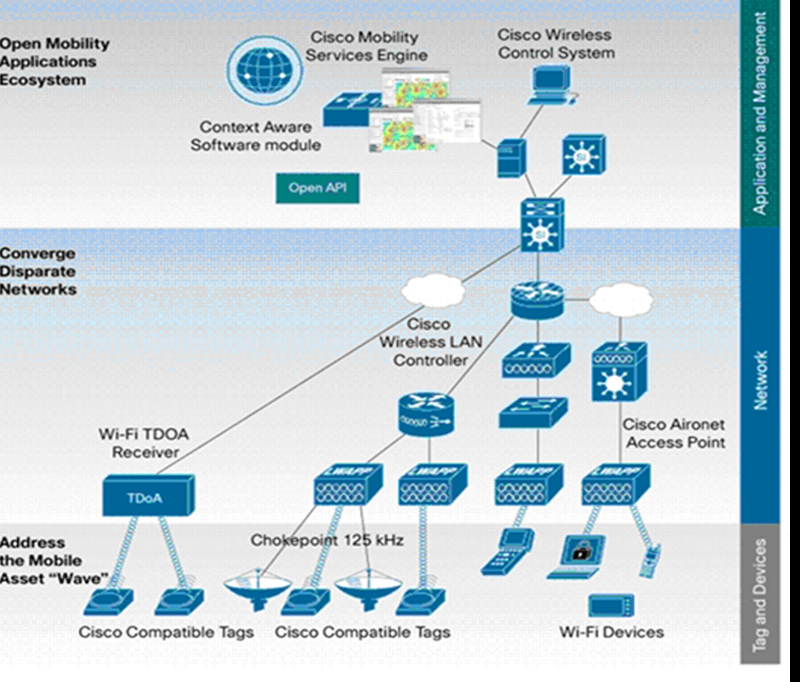 Open Mobility
Applications
Ecosystem
Cisco Mobility
Services Engine
Cisco Wireless
Control System
Context Aware
Software module
Open API
SI
SI
Application and Management
Converge
Disparate
Networks
Cisco
Wireless LAN
Controller
Cisco Aironet
Access Point
Wi-Fi TDOA
Receiver
TDoA
LWAPP
LWAPP
LWAPP
LWAPP
Network
Address
the Mobile
Asset “Wave”
Chokepoint 125 kHz
Cisco Compatible Tags
Cisco Compatible Tags
Wi-Fi Devices
Tag and Devices